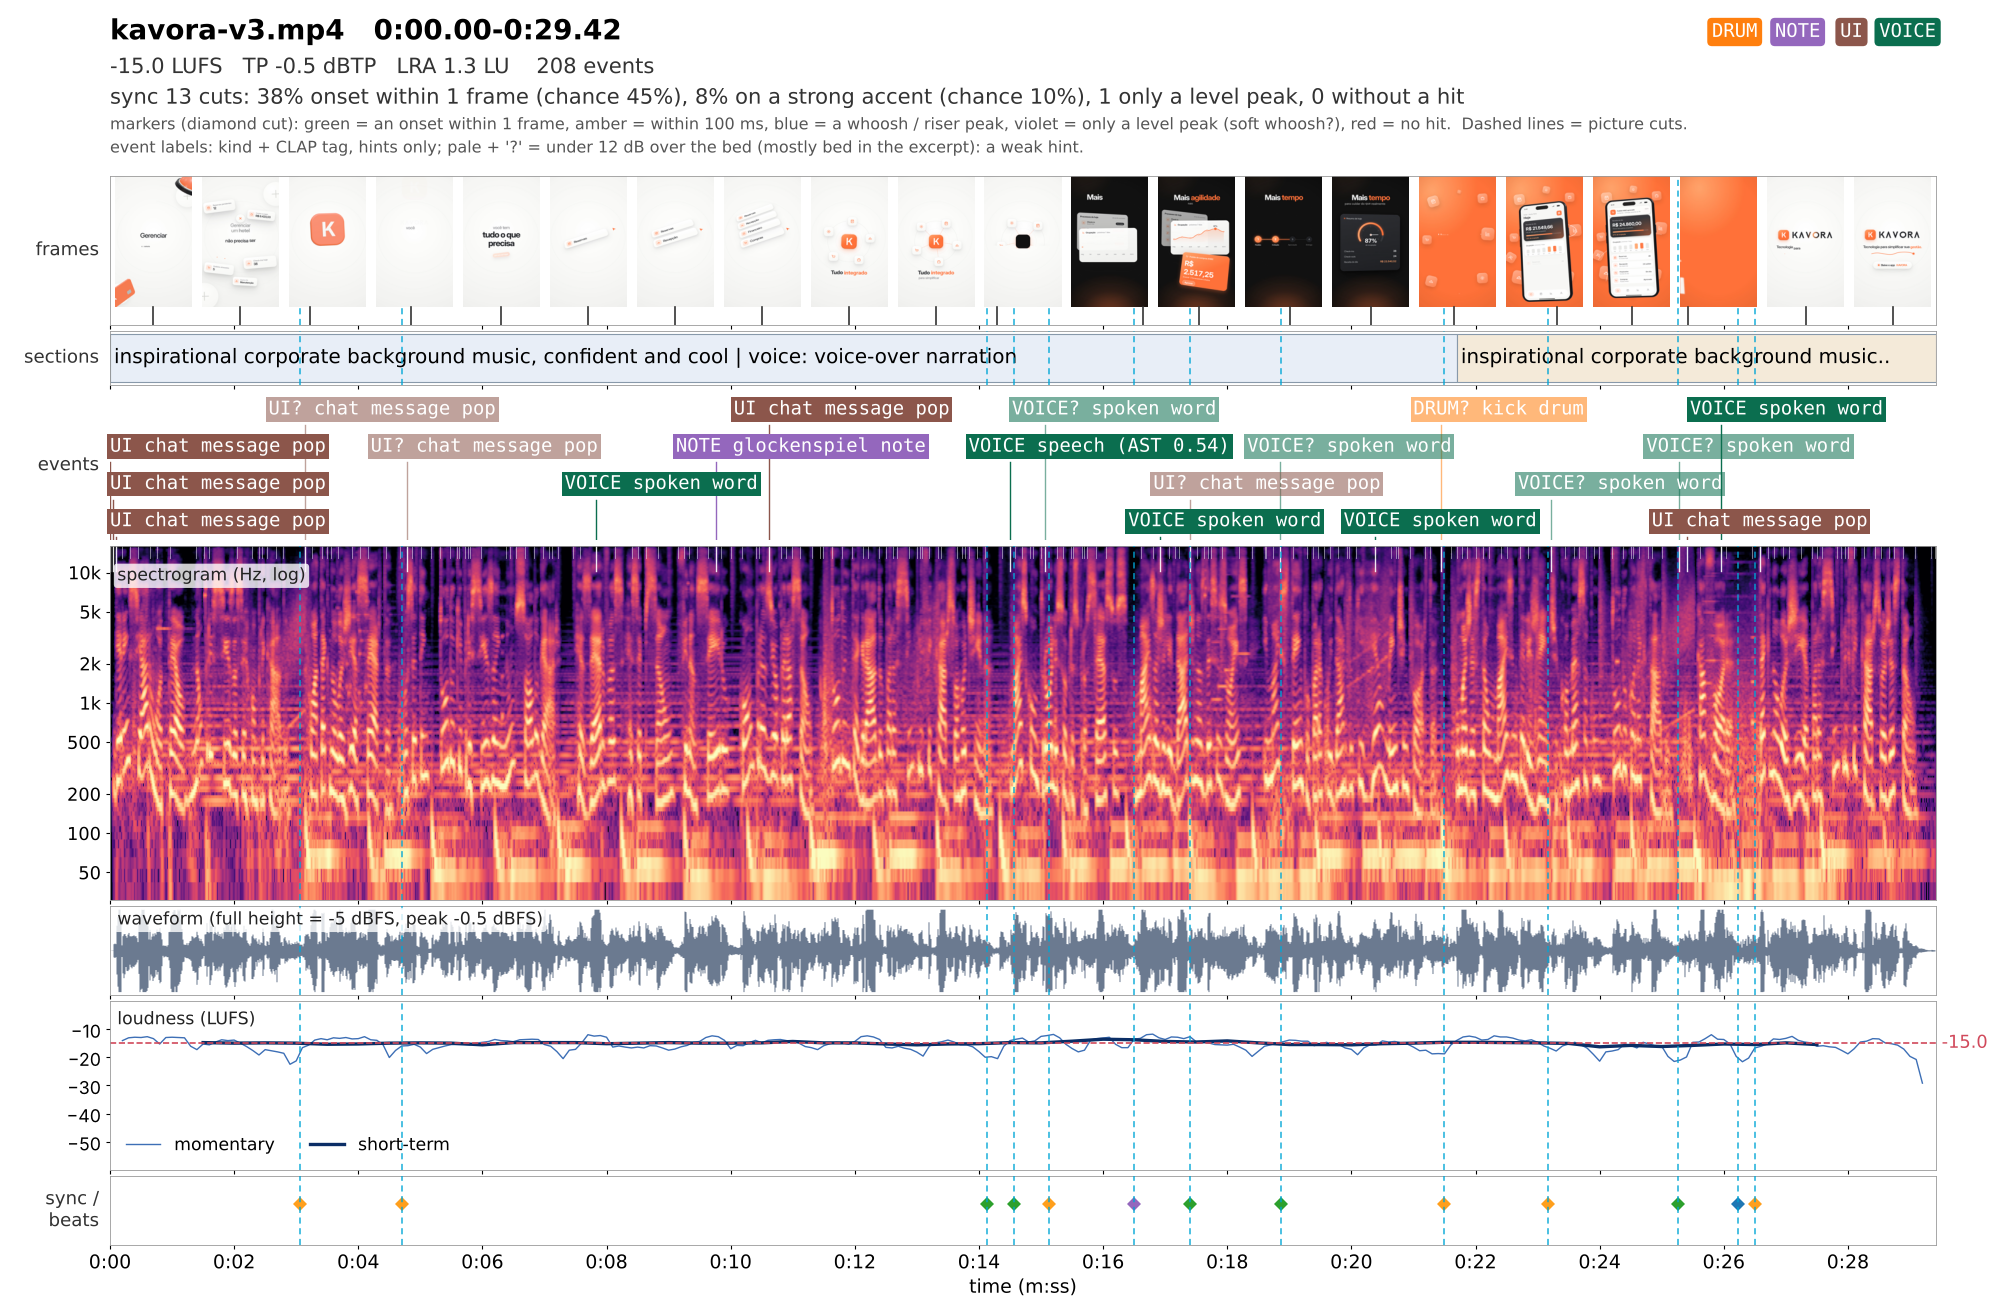 kavora-v3.mp4   0:00.00-0:29.42
DRUM NOTE UI VOICE
-15.0 LUFS   TP -0.5 dBTP   LRA 1.3 LU    208 events
sync 13 cuts: 38% onset within 1 frame (chance 45%), 8% on a strong accent (chance 10%), 1 only a level peak, 0 without a hit
markers (diamond cut): green = an onset within 1 frame, amber = within 100 ms, blue = a whoosh / riser peak, violet = only a level peak (soft whoosh?), red = no hit.  Dashed lines = picture cuts.
event labels: kind + CLAP tag, hints only; pale + '?' = under 12 dB over the bed (mostly bed in the excerpt): a weak hint.
frames
Gerenciar
Gerenciar
um hotel
não precisa ser
K
você
tudo o que
precisa
K
Tudo integrado
K
Tudo integrado
Mais
Mais agilidade
R$
2.517,25
Mais tempo
Mais tempo
87%
KAVORA
Tecnologia para
KAVORA
sections
inspirational corporate background music, confident and cool | voice: voice-over narration
inspirational corporate background music..
events
UI? chat message pop
UI chat message pop
VOICE? spoken word
DRUM? kick drum
VOICE spoken word
UI chat message pop
UI? chat message pop
NOTE glockenspiel note
VOICE speech (AST 0.54)
VOICE? spoken word
VOICE? spoken word
UI chat message pop
VOICE spoken word
UI? chat message pop
VOICE? spoken word
UI chat message pop
VOICE spoken word
VOICE spoken word
UI chat message pop
spectrogram (Hz, log)
10k
5k
2k
1k
500
200
100
50
waveform (full height = -5 dBFS, peak -0.5 dBFS)
loudness (LUFS)
−10
−20
−30
−40
−50
-15.0
momentary
short-term
sync /
beats
0:00 0:02 0:04 0:06 0:08 0:10 0:12 0:14 0:16 0:18 0:20 0:22 0:24 0:26 0:28
time (m:ss)